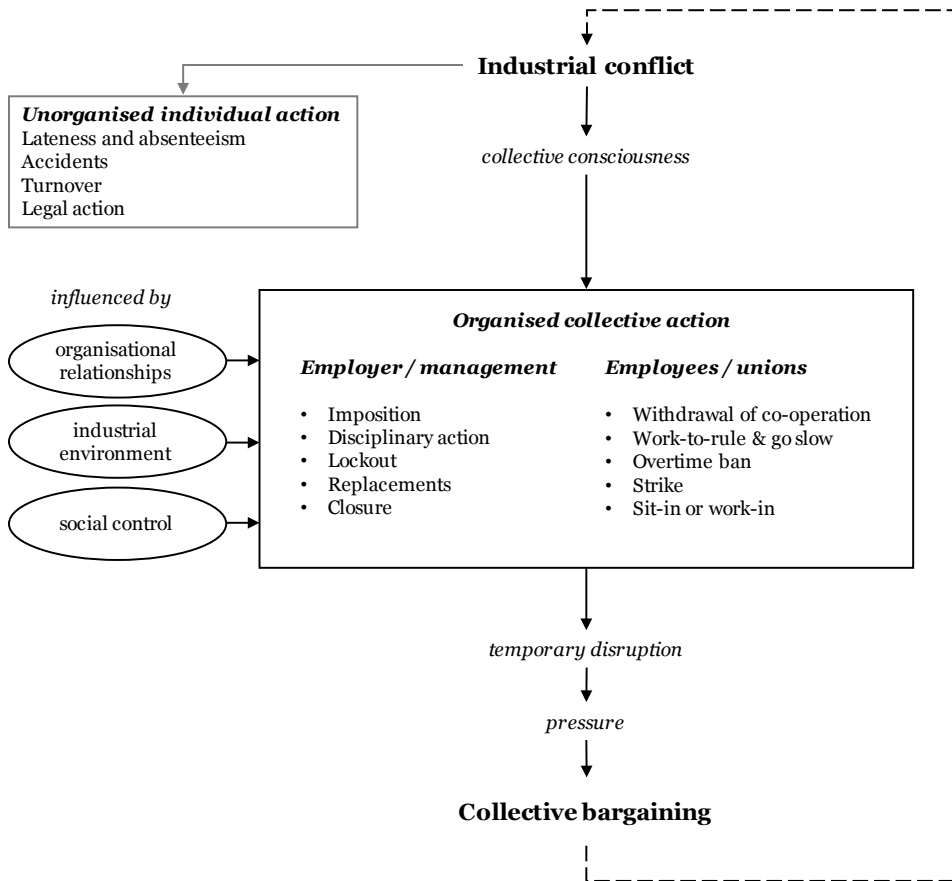 Industrial conflict
Unorganised individual action
Lateness and absenteeism
Accidents
Turnover
Legal action
collective consciousness
influenced by
organisational
relationships
industrial
environment
social control
Organised collective action
Employer / management
• Imposition
• Disciplinary action
• Lockout
• Replacements
• Closure
Employees / unions
• Withdrawal of co-operation
• Work-to-rule & go slow
• Overtime ban
• Strike
• Sit-in or work-in
temporary disruption
pressure
Collective bargaining